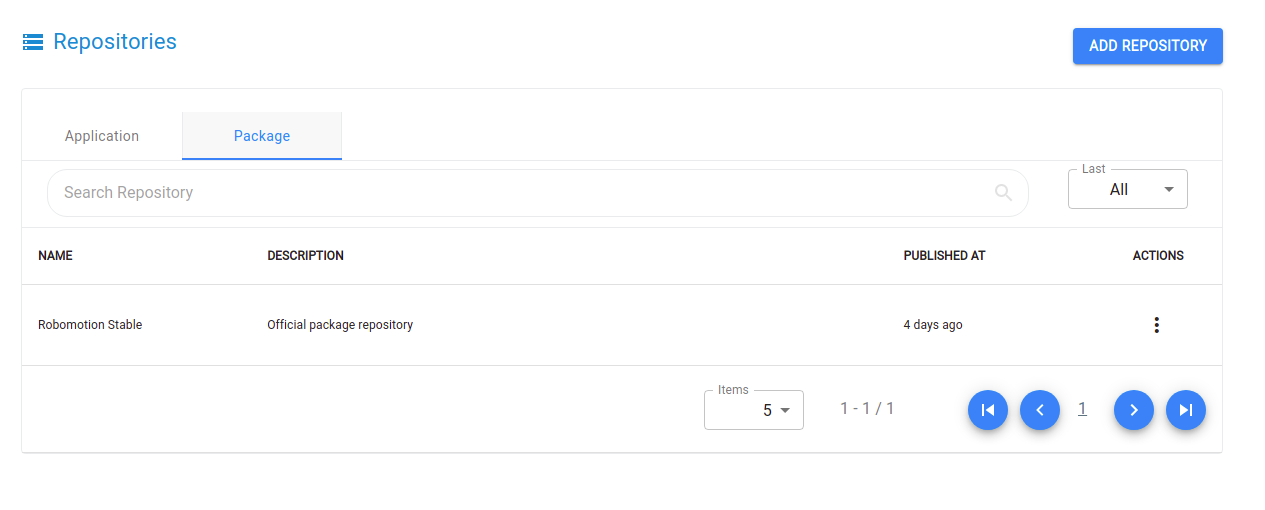 Repositories
ADD REPOSITORY
Application Package
Search Repository
Last
All
NAME DESCRIPTION PUBLISHED AT ACTIONS
Robomotion Stable Official package repository 4 days ago
Items
5 1 - 1 / 1 1